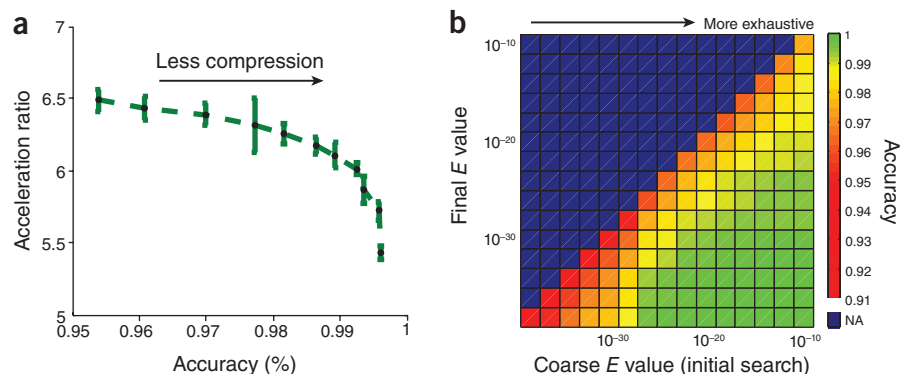 a
7
6.5
6
5.5
5
Acceleration ratio
Less compression
0.95 0.96 0.97 0.98 0.99 1
Accuracy (%)
b
More exhaustive
10–10
10–20
10–30
Final E value
10–30 10–20 10–10
Coarse E value (initial search)
1
0.99
0.98
0.97
0.96
0.95
0.94
0.93
0.92
0.91
NA
Accuracy